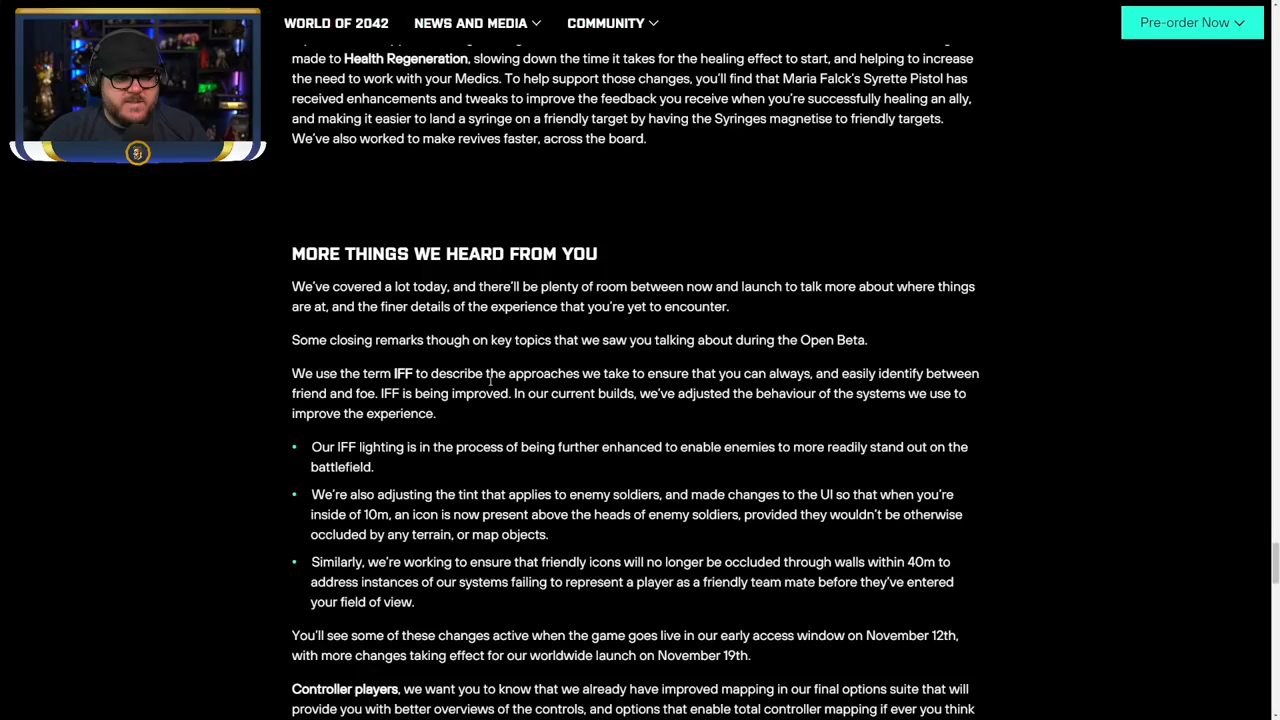 WORLD OF 2042
NEWS AND MEDIA
COMMUNITY
Pre-order Now
made to Health Regeneration, slowing down the time it takes for the healing effect to start, and helping to increase
the need to work with your Medics. To help support those changes, you'll find that Maria Falck's Syrette Pistol has
received enhancements and tweaks to improve the feedback you receive when you're successfully healing an ally,
and making it easier to land a syringe on a friendly target by having the Syringes magnetise to friendly targets.
We've also worked to make revives faster, across the board.
MORE THINGS WE HEARD FROM YOU
We've covered a lot today, and there'll be plenty of room between now and launch to talk more about where things
are at, and the finer details of the experience that you're yet to encounter.
Some closing remarks though on key topics that we saw you talking about during the Open Beta.
We use the term IFF to describe the approaches we take to ensure that you can always, and easily identify between
friend and foe. IFF is being improved. In our current builds, we've adjusted the behaviour of the systems we use to
improve the experience.
• Our IFF lighting is in the process of being further enhanced to enable enemies to more readily stand out on the
battlefield.
• We're also adjusting the tint that applies to enemy soldiers, and made changes to the UI so that when you're
inside of 10m, an icon is now present above the heads of enemy soldiers, provided they wouldn't be otherwise
occluded by any terrain, or map objects.
• Similarly, we're working to ensure that friendly icons will no longer be occluded through walls within 40m to
address instances of our systems failing to represent a player as a friendly team mate before they've entered
your field of view.
You'll see some of these changes active when the game goes live in our early access window on November 12th,
with more changes taking effect for our worldwide launch on November 19th.
Controller players, we want you to know that we already have improved mapping in our final options suite that will
provide you with better overviews of the controls, and options that enable total controller mapping if ever you think